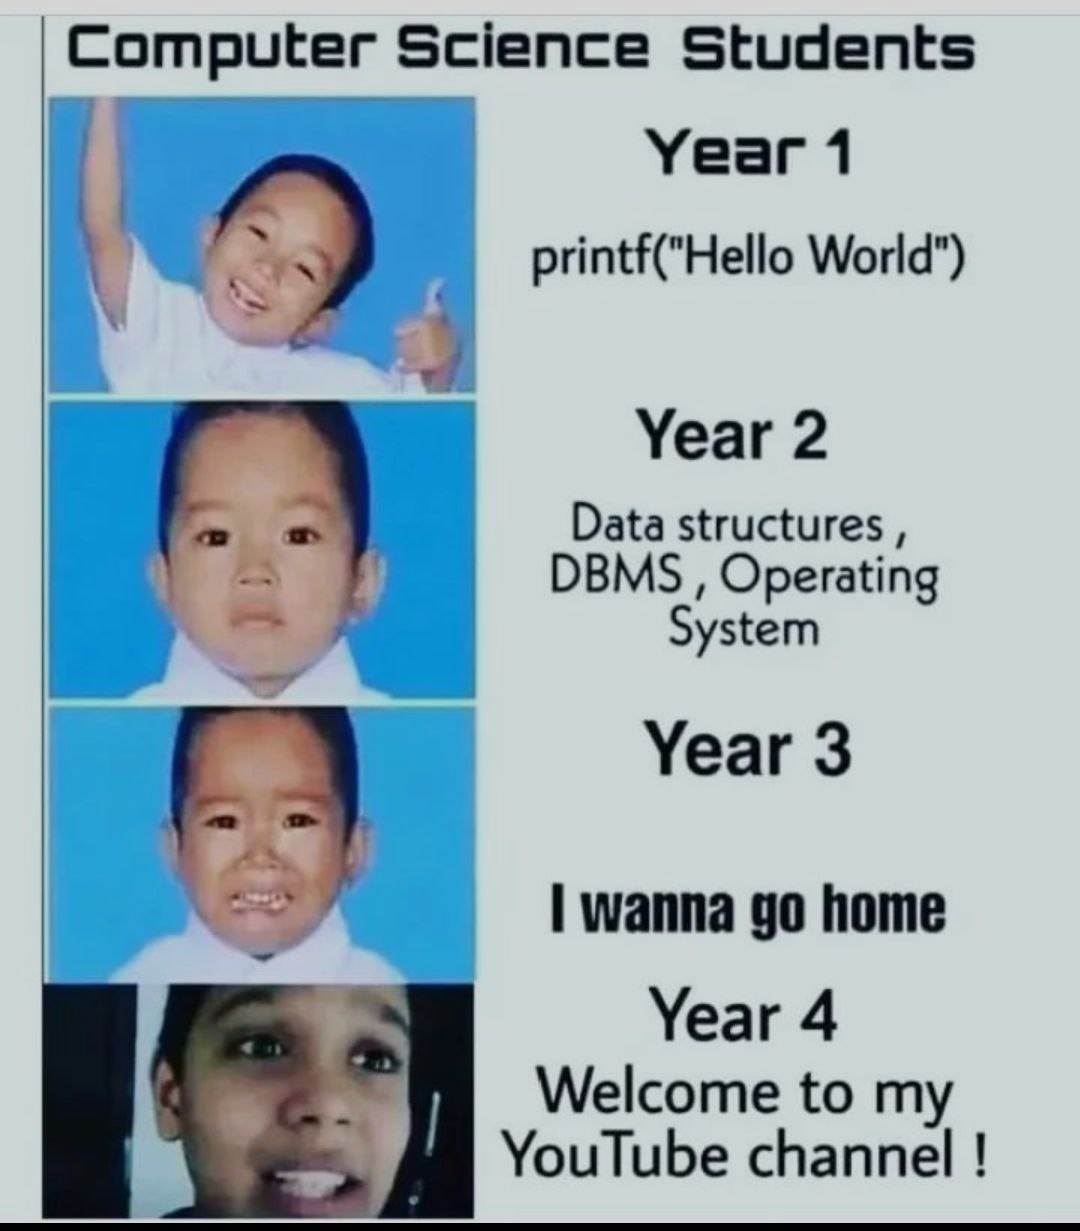 Computer Science Students
Year 1
printf("Hello World")
Year 2
Data structures ,
DBMS , Operating
System
Year 3
I wanna go home
Year 4
Welcome to my
YouTube channel !